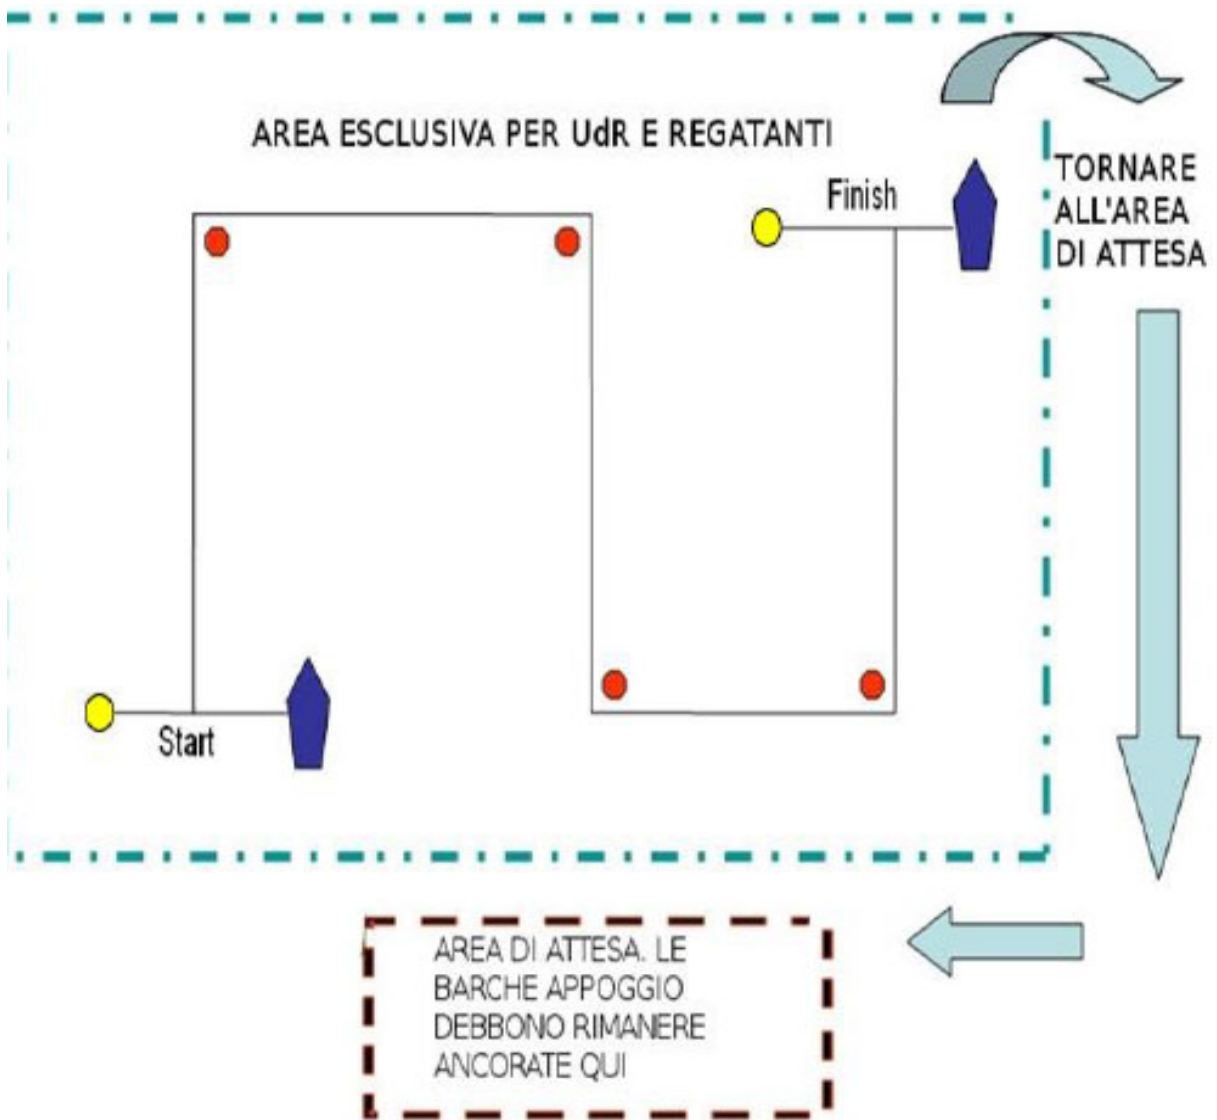 AREA ESCLUSIVA PER UdR E REGATANTI
Finish
TORNARE
ALL'AREA
DI ATTESA
Start
AREA DI ATTESA. LE
BARCHE APPOGGIO
DEBBONO RIMANERE
ANCORATE QUI